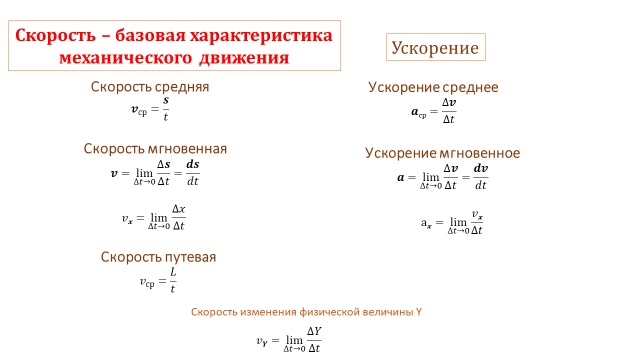 Скорость – базовая характеристика
механического движения
Ускорение
Скорость средняя
𝒗ср = 𝒔/t
Ускорение среднее
𝒂ср = Δ𝒗/Δt
Скорость мгновенная
𝒗 = lim Δt→0 Δ𝒔/Δt = d𝒔/dt
Ускорение мгновенное
𝒂 = lim Δt→0 Δ𝒗/Δt = d𝒗/dt
vₓ = lim Δt→0 Δx/Δt
aₓ = lim Δt→0 vₓ/Δt
Скорость путевая
vср = L/t
Скорость изменения физической величины Y
v_Y = lim Δt→0 ΔY/Δt